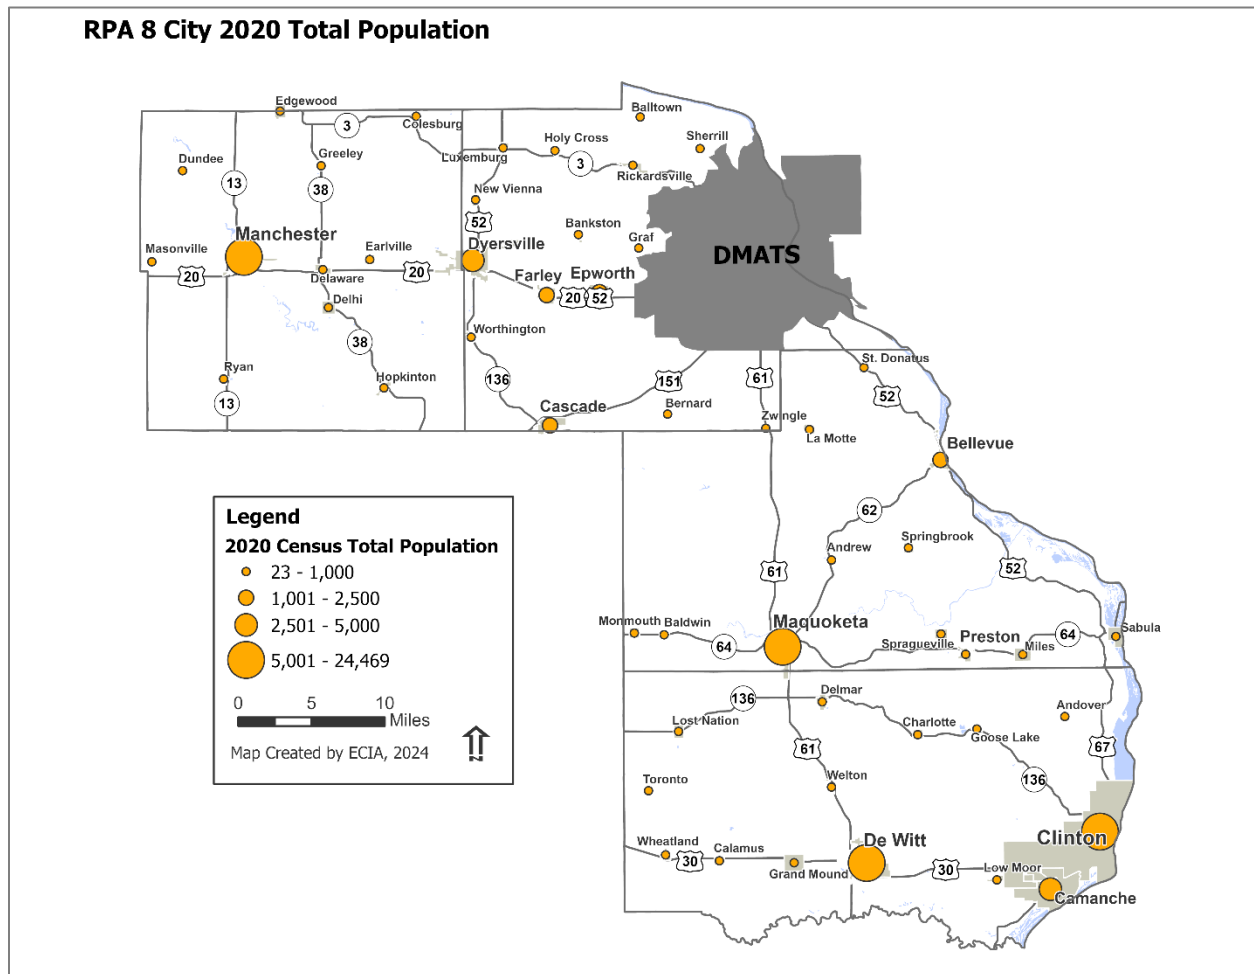 RPA 8 City 2020 Total Population
Edgewood
3
Colesburg
Balltown
Dundee
Greeley
Luxemburg
Holy Cross
3
Sherrill
Rickardsville
13
38
New Vienna
52
Bankston
Graf
DMATS
Manchester
Masonville
20
Earlville
20
Delaware
Dyersville
Farley
Epworth
20
52
Delhi
38
Worthington
Ryan
13
Hopkinton
136
Cascade
151
Bernard
61
Zwingle
La Motte
St. Donatus
52
Bellevue
62
Andrew
Springbrook
61
52
Monmouth
Baldwin
64
Maquoketa
Spragueville
Preston
Miles
64
Sabula
136
Delmar
Lost Nation
61
Charlotte
Goose Lake
Andover
67
136
Toronto
Welton
Wheatland
30
Calamus
Grand Mound
De Witt
30
Low Moor
Clinton
Camanche
Legend
2020 Census Total Population
23 - 1,000
1,001 - 2,500
2,501 - 5,000
5,001 - 24,469
0 5 10
Miles
Map Created by ECIA, 2024
N